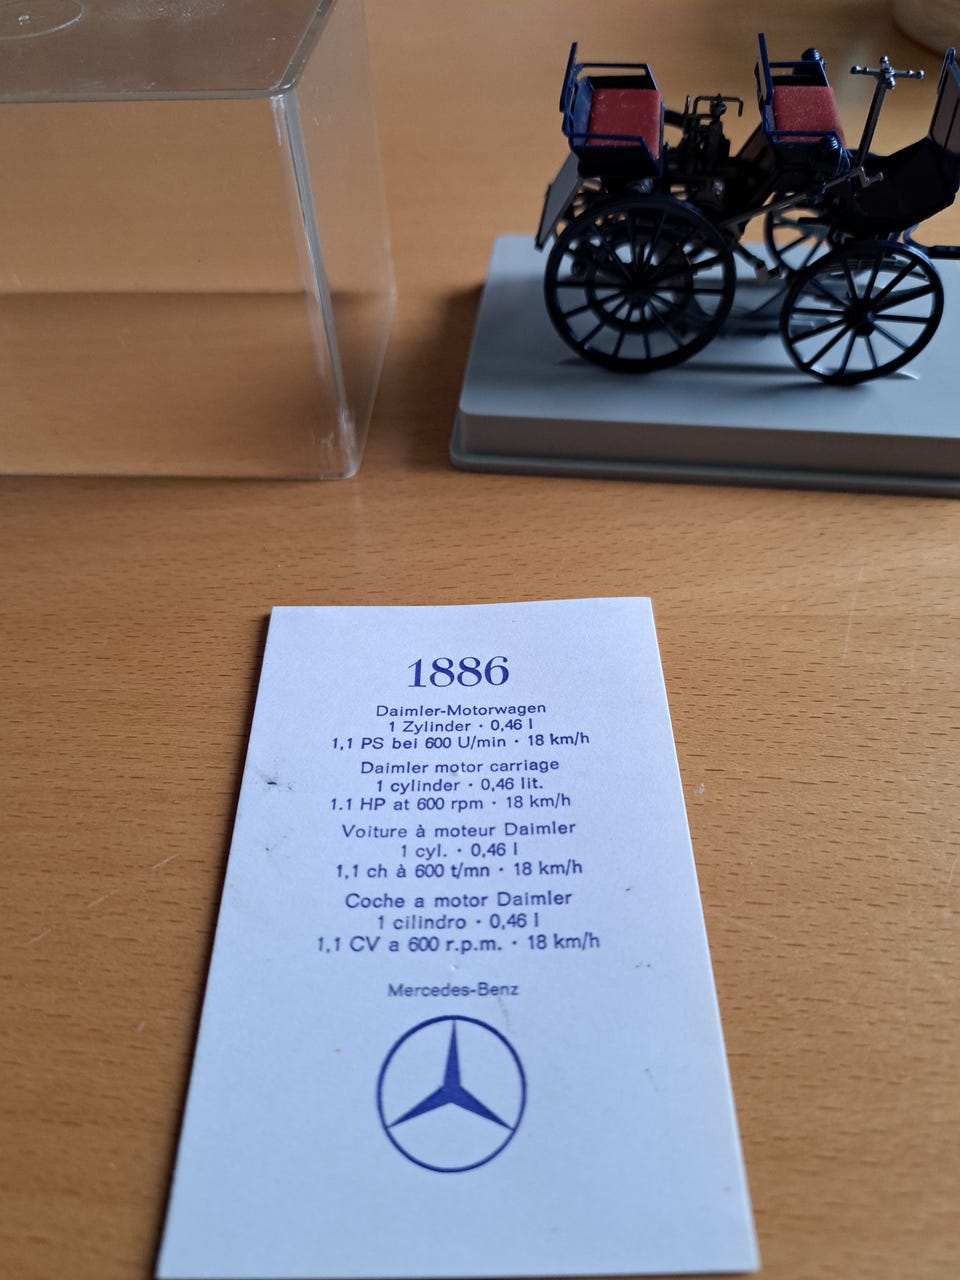 1886
Daimler-Motorwagen
1 Zylinder · 0,46 l
1,1 PS bei 600 U/min · 18 km/h
Daimler motor carriage
1 cylinder · 0,46 lit.
1.1 HP at 600 rpm · 18 km/h
Voiture à moteur Daimler
1 cyl. · 0,46 l
1,1 ch à 600 t/mn · 18 km/h
Coche a motor Daimler
1 cilindro · 0,46 l
1,1 CV a 600 r.p.m. · 18 km/h
Mercedes-Benz